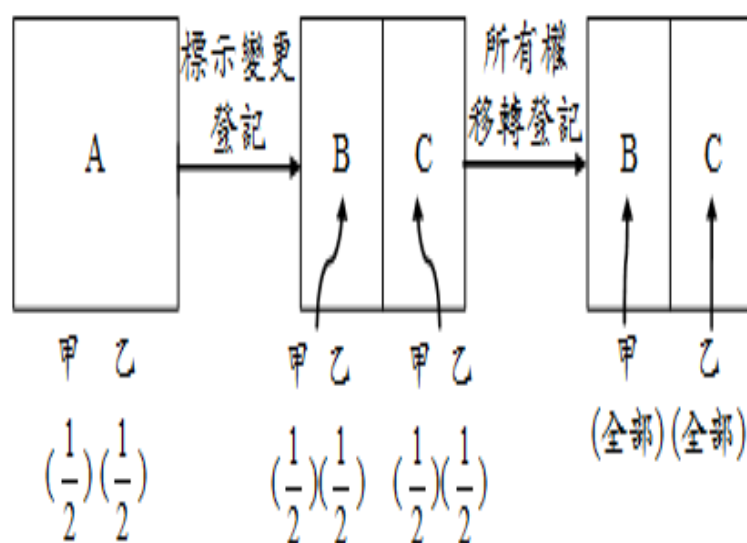 A
標示變更
登記
B
C
所有權
移轉登記
B
C
甲 乙
甲 乙
甲 乙
甲
乙
(全部)(全部)
(1/2)(1/2)
(1/2)(1/2)
(1/2)(1/2)